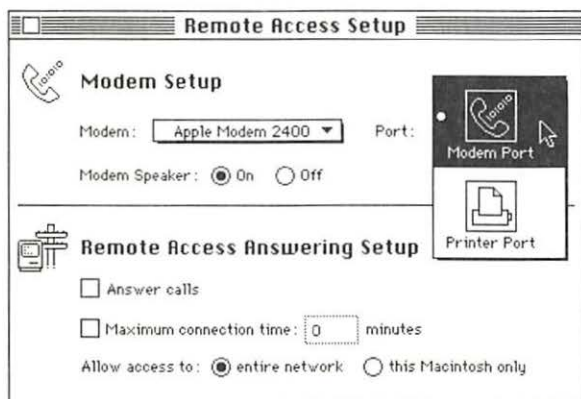 Remote Access Setup
Modem Setup
Modem: Apple Modem 2400 Port:
Modem Port
Modem Speaker: On Off
Printer Port
Remote Access Answering Setup
Answer calls
Maximum connection time: 0 minutes
Allow access to: entire network this Macintosh only